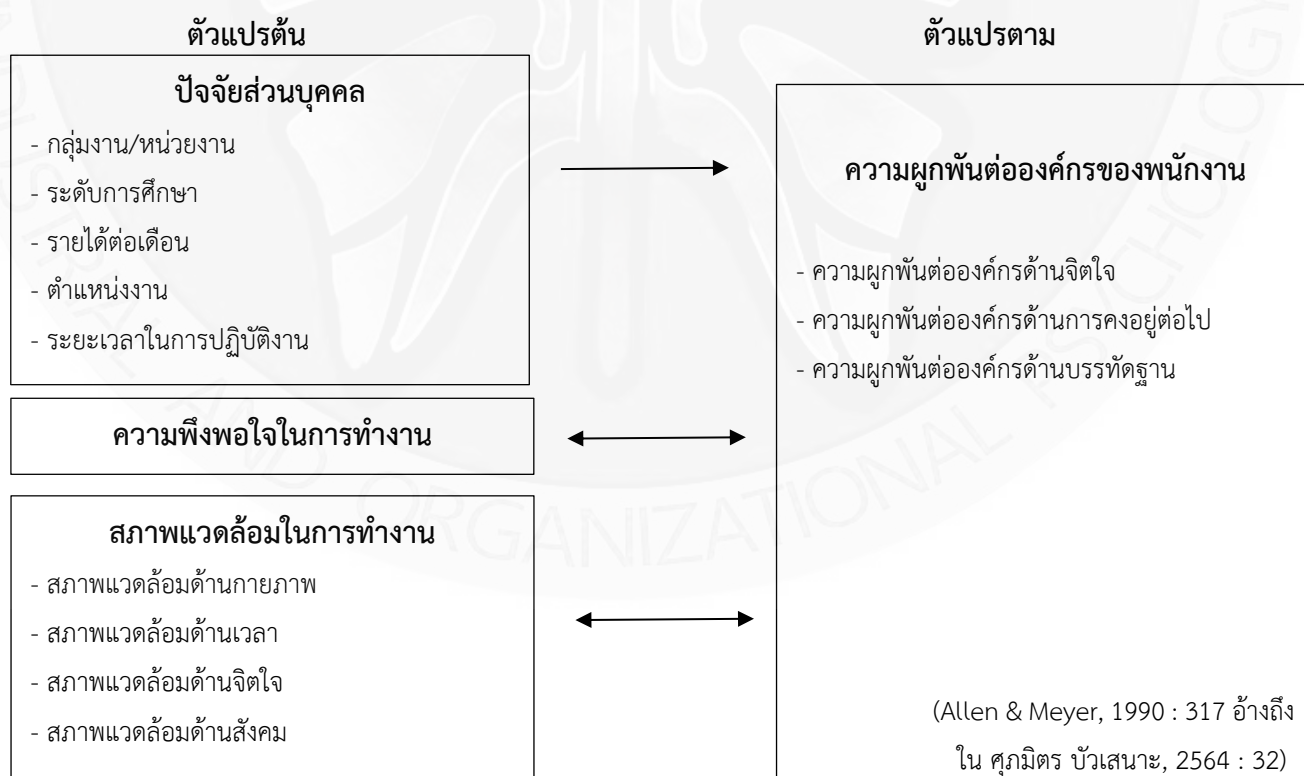 ตัวแปรต้น
ปัจจัยส่วนบุคคล
- กลุ่มงาน/หน่วยงาน
- ระดับการศึกษา
- รายได้ต่อเดือน
- ตำแหน่งงาน
- ระยะเวลาในการปฏิบัติงาน
ความพึงพอใจในการทำงาน
สภาพแวดล้อมในการทำงาน
- สภาพแวดล้อมด้านกายภาพ
- สภาพแวดล้อมด้านเวลา
- สภาพแวดล้อมด้านจิตใจ
- สภาพแวดล้อมด้านสังคม
ตัวแปรตาม
ความผูกพันต่อองค์กรของพนักงาน
- ความผูกพันต่อองค์กรด้านจิตใจ
- ความผูกพันต่อองค์กรด้านการคงอยู่ต่อไป
- ความผูกพันต่อองค์กรด้านบรรทัดฐาน
(Allen & Meyer, 1990 : 317 อ้างถึง
ใน ศุภมิตร บัวเสนาะ, 2564 : 32)
AND ORGANIZATIONAL PSYCHOLOGY